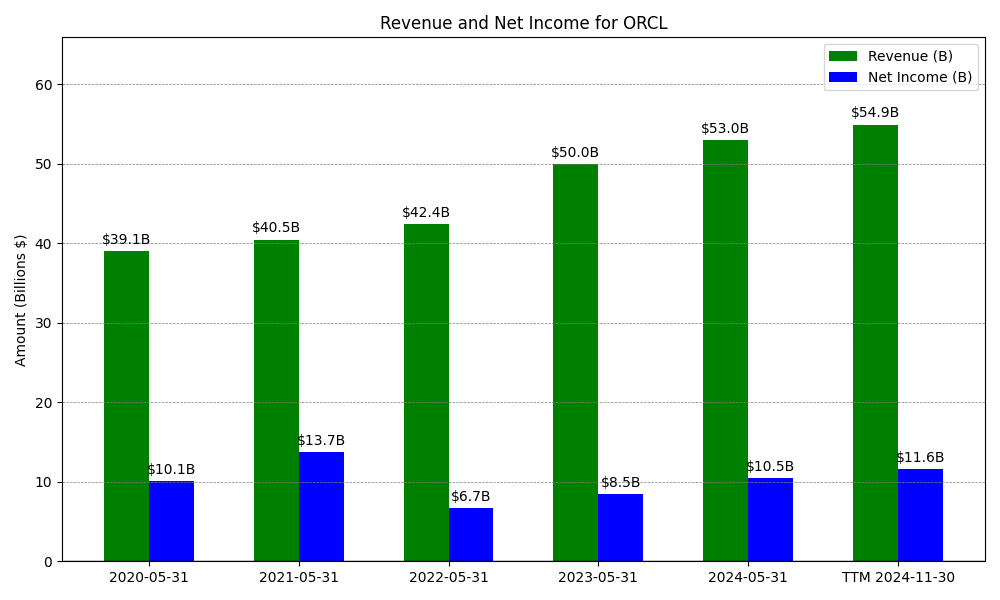 Revenue and Net Income for ORCL
Revenue (B)
Net Income (B)
Amount (Billions $)
60
50
40
30
20
10
0
$39.1B
$10.1B
$40.5B
$13.7B
$42.4B
$6.7B
$50.0B
$8.5B
$53.0B
$10.5B
$54.9B
$11.6B
2020-05-31
2021-05-31
2022-05-31
2023-05-31
2024-05-31
TTM 2024-11-30